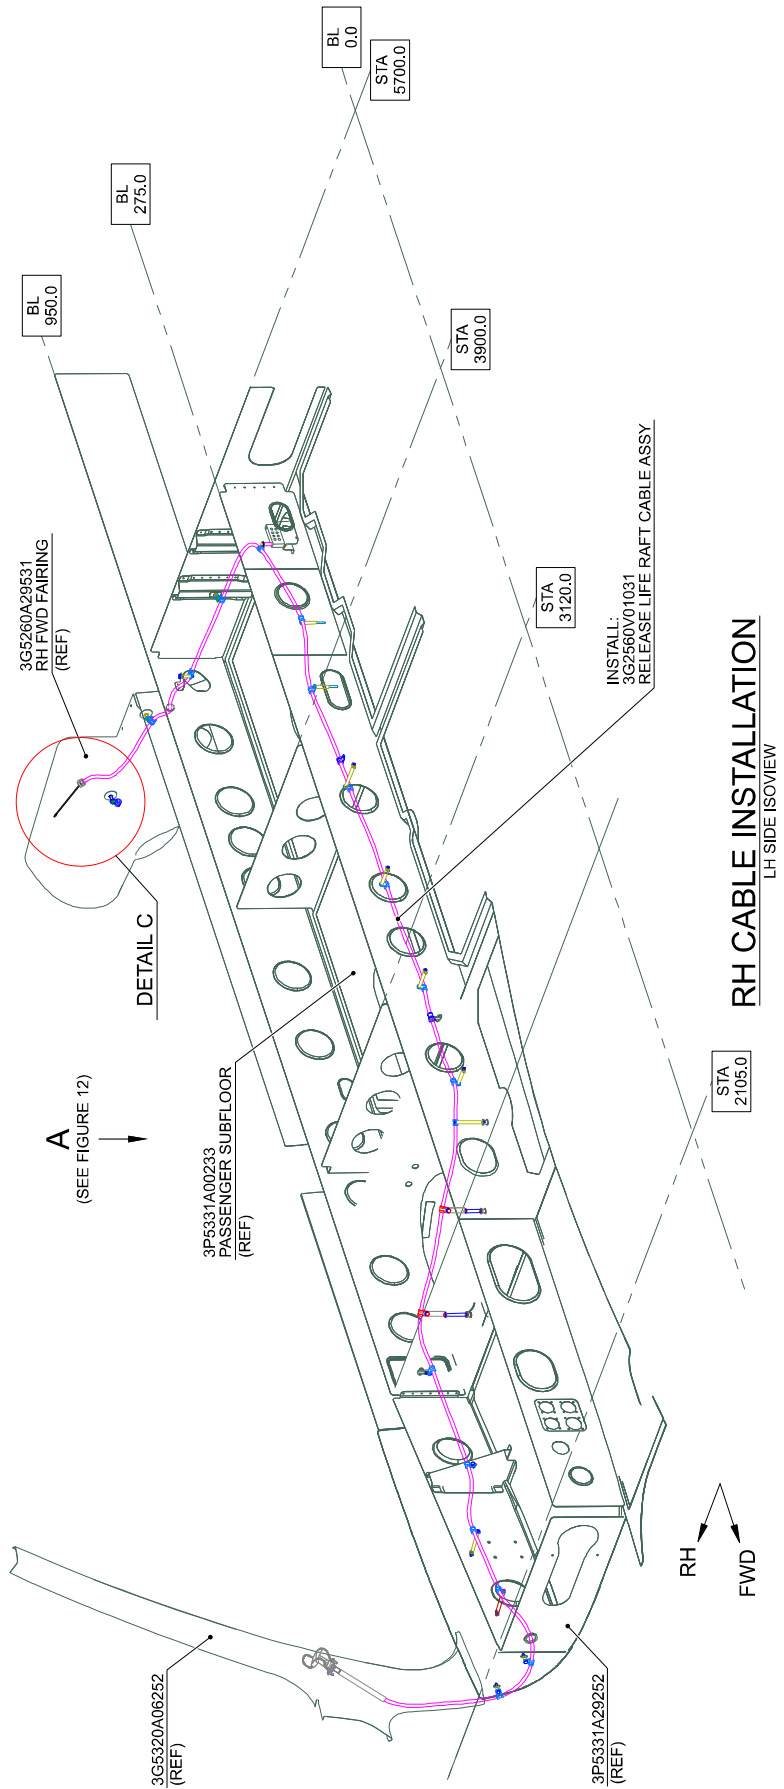 BL
0.0
STA
5700.0
BL
275.0
BL
950.0
STA
3900.0
3G5260A29531
RH FWD FAIRING
(REF)
STA
3120.0
INSTALL:
3G2560V01031
RELEASE LIFE RAFT CABLE ASSY
DETAIL C
A
(SEE FIGURE 12)
3P5331A00233
PASSENGER SUBFLOOR
(REF)
STA
2105.0
RH
FWD
3G5320A06252
(REF)
3P5331A29252
(REF)
RH CABLE INSTALLATION
LH SIDE ISOVIEW